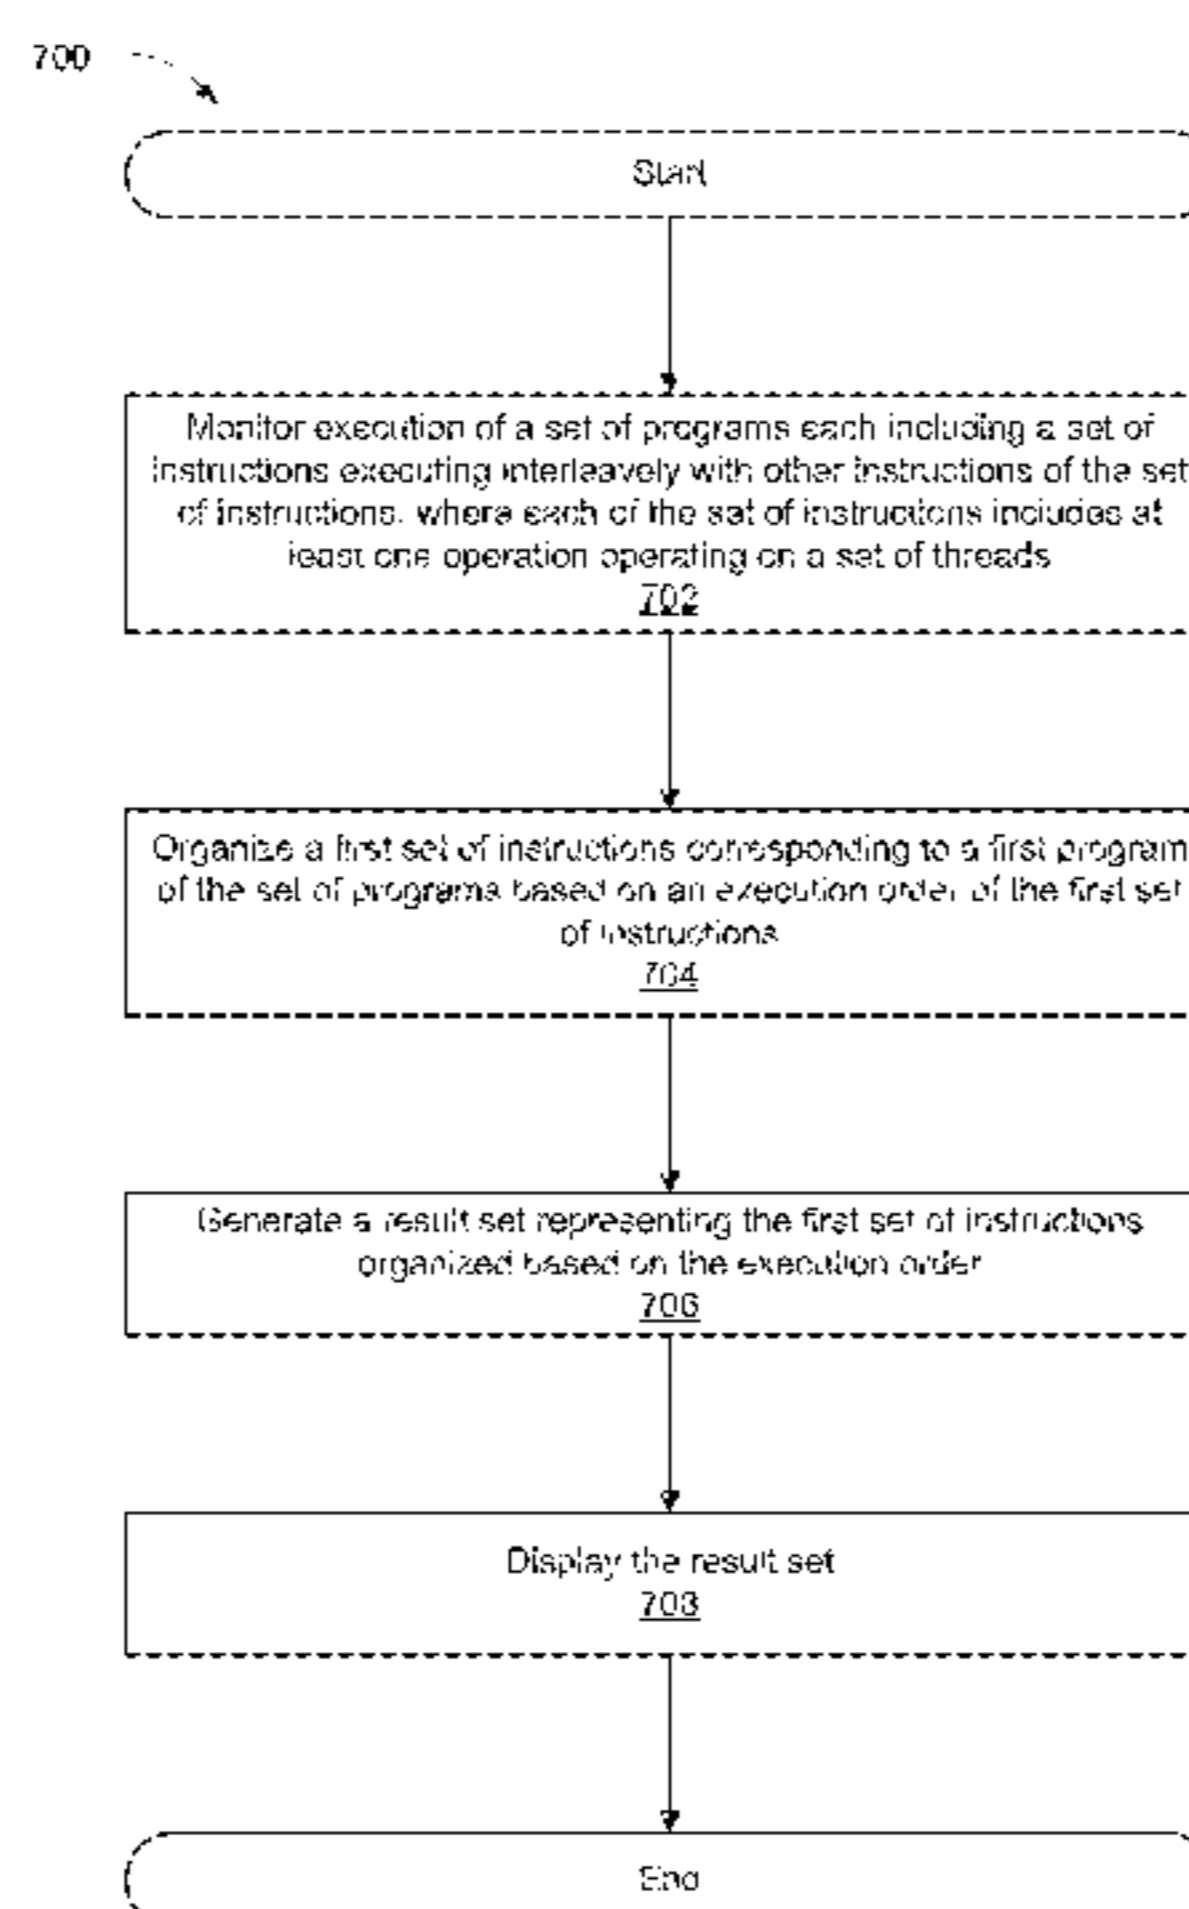 700
Start
Monitor execution of a set of programs each including a set of
instructions executing interleavely with other instructions of the set
of instructions, where each of the set of instructions includes at
least one operation operating on a set of threads
702
Organize a first set of instructions corresponding to a first program
of the set of programs based on an execution order of the first set
of instructions
704
Generate a result set representing the first set of instructions
organized based on the execution order
706
Display the result set
708
End